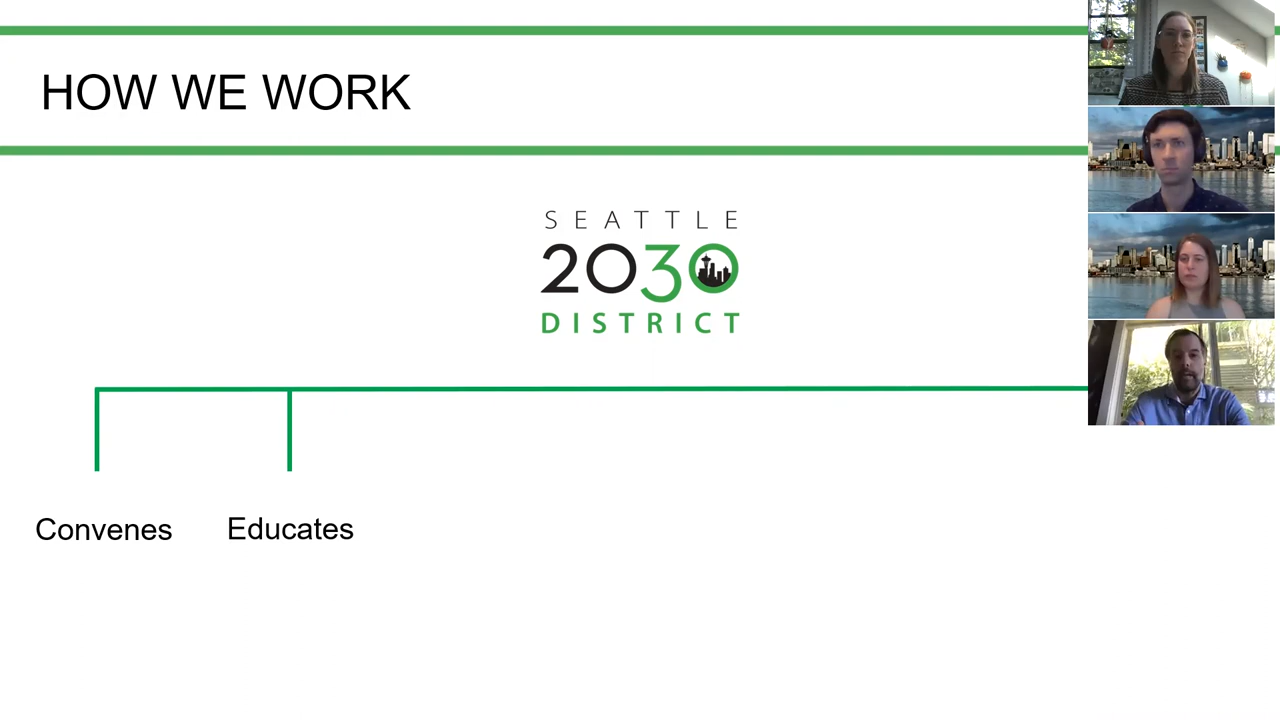 HOW WE WORK
SEATTLE
2030
DISTRICT
Convenes
Educates